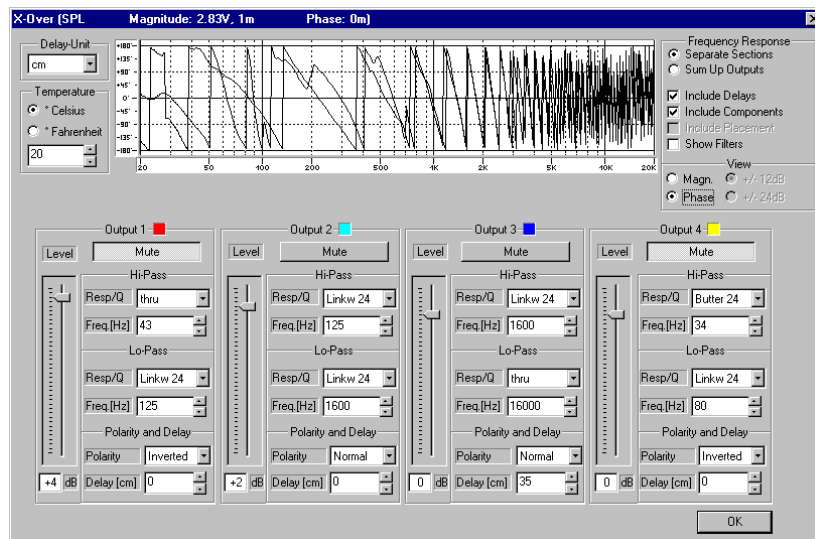 X-Over (SPL Magnitude: 2.83V, 1m Phase: 0m)
Delay-Unit
cm
Temperature
° Celsius
° Fahrenheit
20
+180°
+135°
+90°
+45°
0°
-45°
-90°
-135°
-180°
20 50 100 200 500 1K 2K 5K 10K 20K
Frequency Response
Separate Sections
Sum Up Outputs
Include Delays
Include Components
Include Placement
Show Filters
View
Magn. +/- 12dB
Phase +/- 24dB
Output 1
Level Mute
Hi-Pass
Resp/Q thru
Freq.[Hz] 43
Lo-Pass
Resp/Q Linkw 24
Freq.[Hz] 125
Polarity and Delay
Polarity Inverted
+4 dB Delay [cm] 0
Output 2
Level Mute
Hi-Pass
Resp/Q Linkw 24
Freq.[Hz] 125
Lo-Pass
Resp/Q Linkw 24
Freq.[Hz] 1600
Polarity and Delay
Polarity Normal
+2 dB Delay [cm] 0
Output 3
Level Mute
Hi-Pass
Resp/Q Linkw 24
Freq.[Hz] 1600
Lo-Pass
Resp/Q thru
Freq.[Hz] 16000
Polarity and Delay
Polarity Normal
0 dB Delay [cm] 35
Output 4
Level Mute
Hi-Pass
Resp/Q Butter 24
Freq.[Hz] 34
Lo-Pass
Resp/Q Linkw 24
Freq.[Hz] 80
Polarity and Delay
Polarity Inverted
0 dB Delay [cm] 0
OK